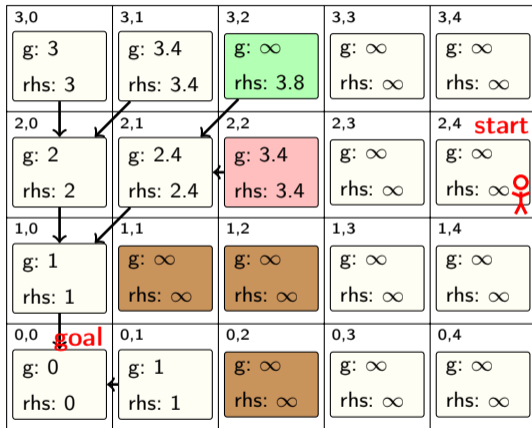 3,0 3,1 3,2 3,3 3,4
g: 3 g: 3.4 g: ∞ g: ∞ g: ∞
rhs: 3 rhs: 3.4 rhs: 3.8 rhs: ∞ rhs: ∞
2,0 2,1 2,2 2,3 2,4 start
g: 2 g: 2.4 g: 3.4 g: ∞ g: ∞
rhs: 2 rhs: 2.4 rhs: 3.4 rhs: ∞ rhs: ∞
1,0 1,1 1,2 1,3 1,4
g: 1 g: ∞ g: ∞ g: ∞ g: ∞
rhs: 1 rhs: ∞ rhs: ∞ rhs: ∞ rhs: ∞
0,0 goal 0,1 0,2 0,3 0,4
g: 0 g: 1 g: ∞ g: ∞ g: ∞
rhs: 0 rhs: 1 rhs: ∞ rhs: ∞ rhs: ∞